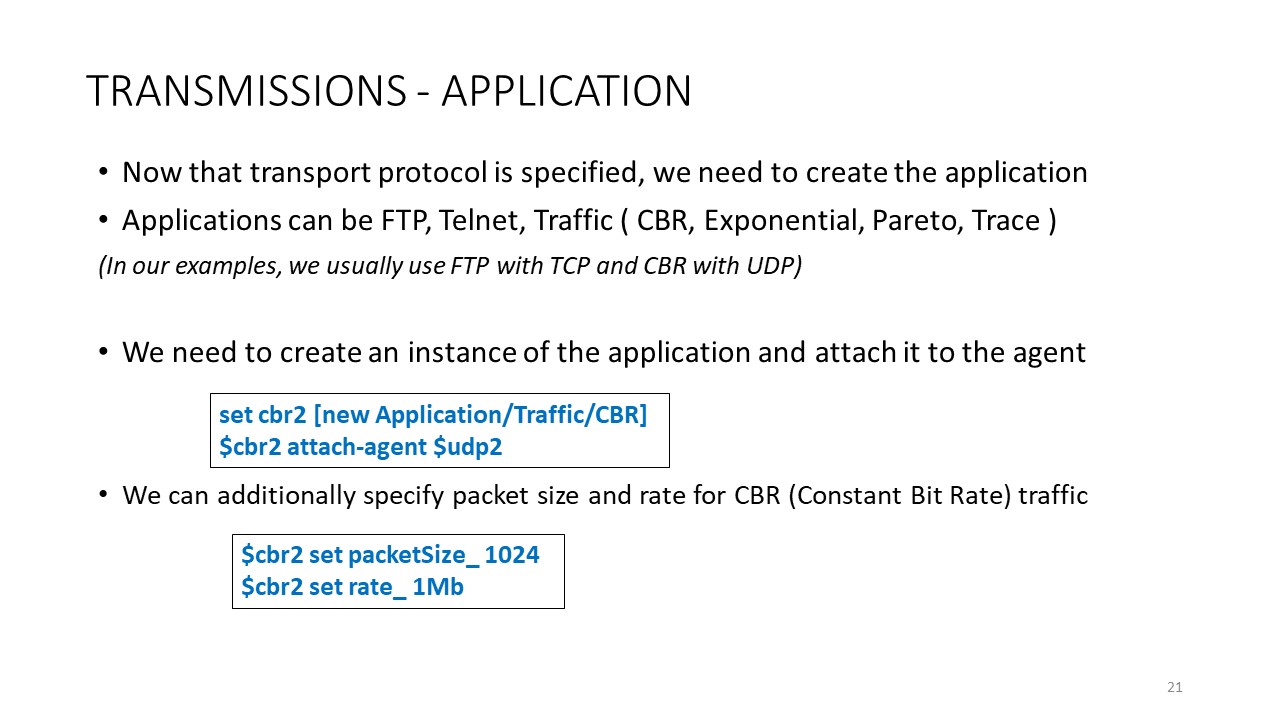 TRANSMISSIONS - APPLICATION
• Now that transport protocol is specified, we need to create the application
• Applications can be FTP, Telnet, Traffic ( CBR, Exponential, Pareto, Trace )
(In our examples, we usually use FTP with TCP and CBR with UDP)
• We need to create an instance of the application and attach it to the agent
set cbr2 [new Application/Traffic/CBR]
$cbr2 attach-agent $udp2
• We can additionally specify packet size and rate for CBR (Constant Bit Rate) traffic
$cbr2 set packetSize_ 1024
$cbr2 set rate_ 1Mb
21